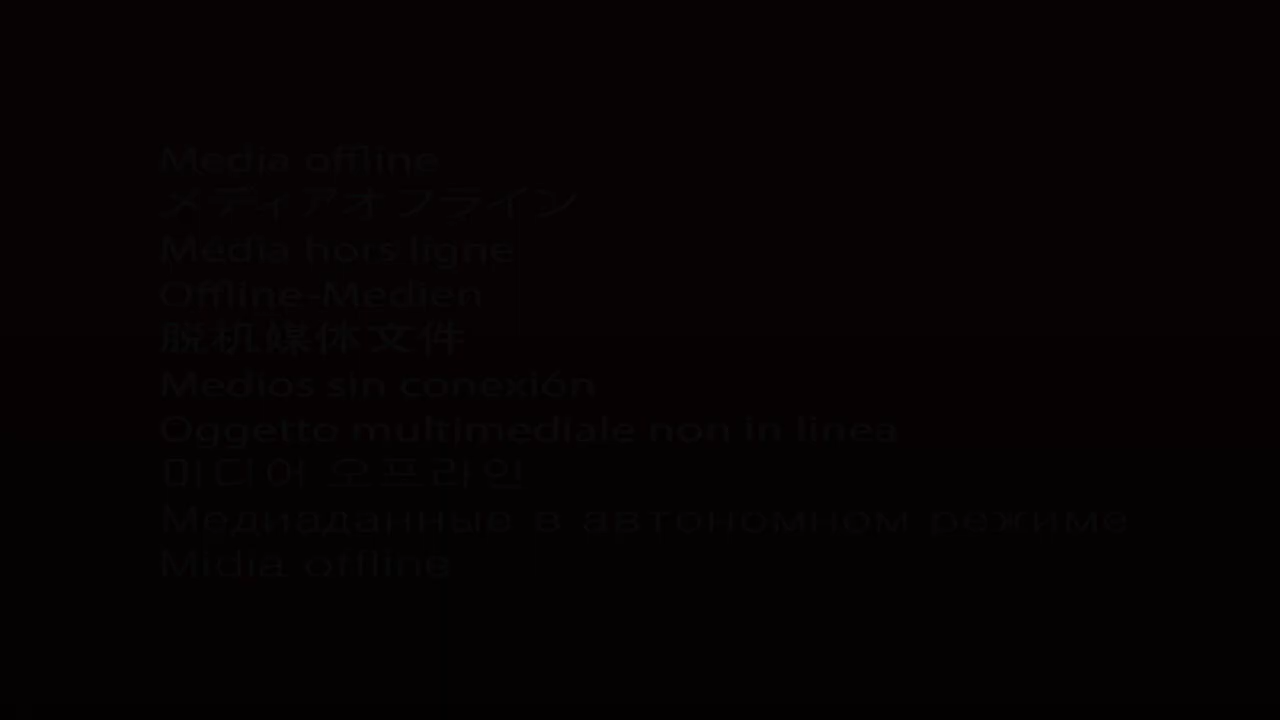 Media offline
メディアオフライン
Media hors ligne
Offline-Medien
脱机媒体文件
Medios sin conexión
Oggetto multimediale non in linea
미디어 오프라인
Медиаданные в автономном режиме
Mídia offline